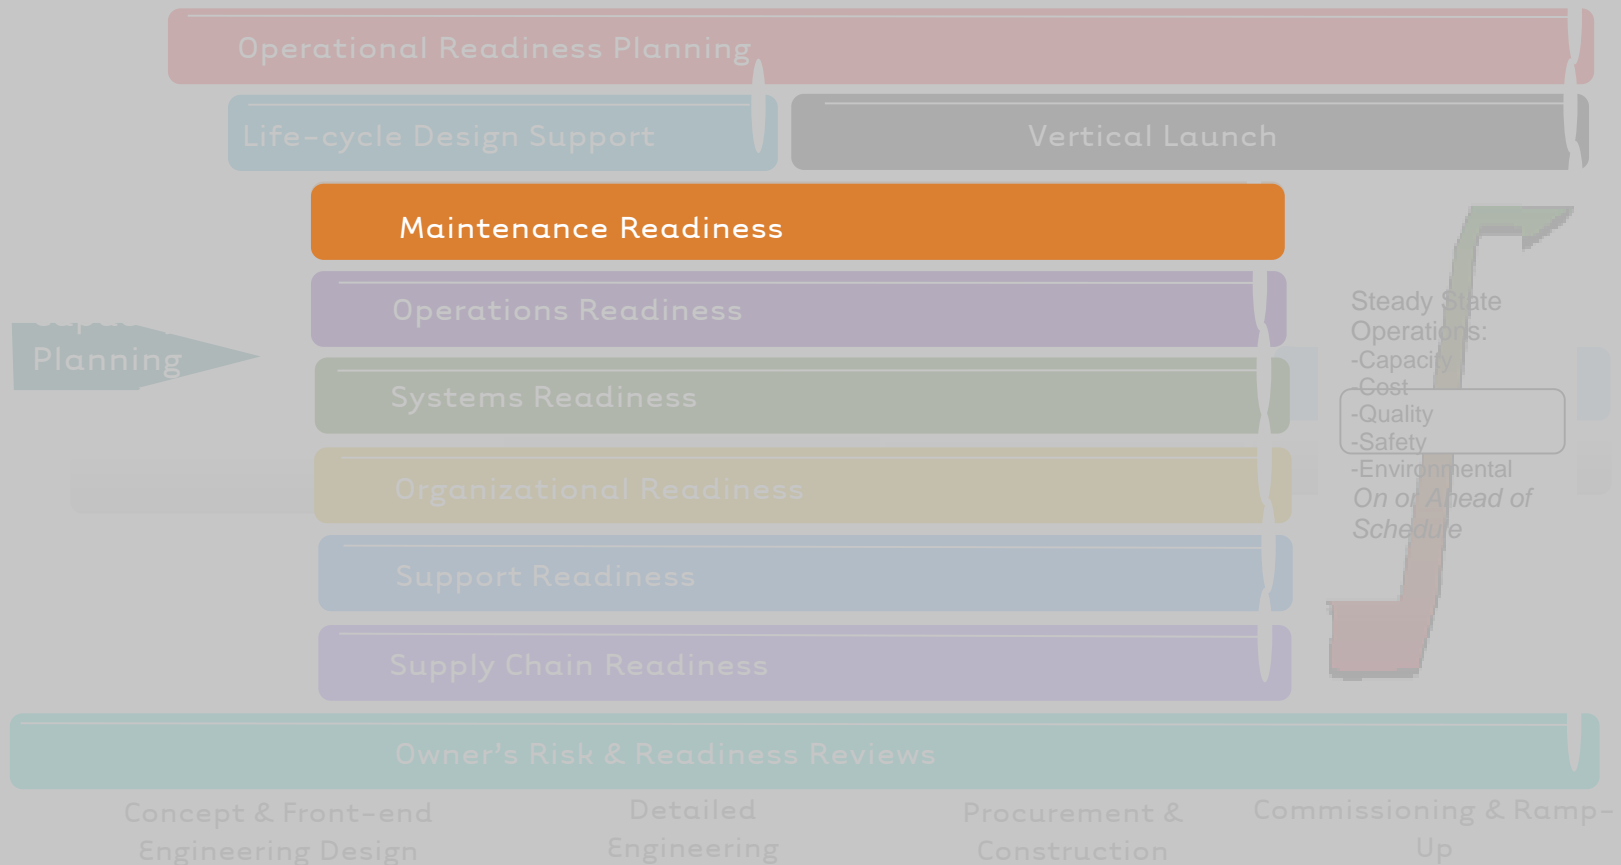 Operational Readiness Planning
Life-cycle Design Support
Vertical Launch
Maintenance Readiness
Operations Readiness
Planning
Systems Readiness
Organizational Readiness
Support Readiness
Supply Chain Readiness
Owner's Risk & Readiness Reviews
Steady State
Operations:
-Capacity
-Cost
-Quality
-Safety
-Environmental
On or Ahead of
Schedule
Concept & Front-end
Engineering Design
Detailed
Engineering
Procurement &
Construction
Commissioning & Ramp-
Up